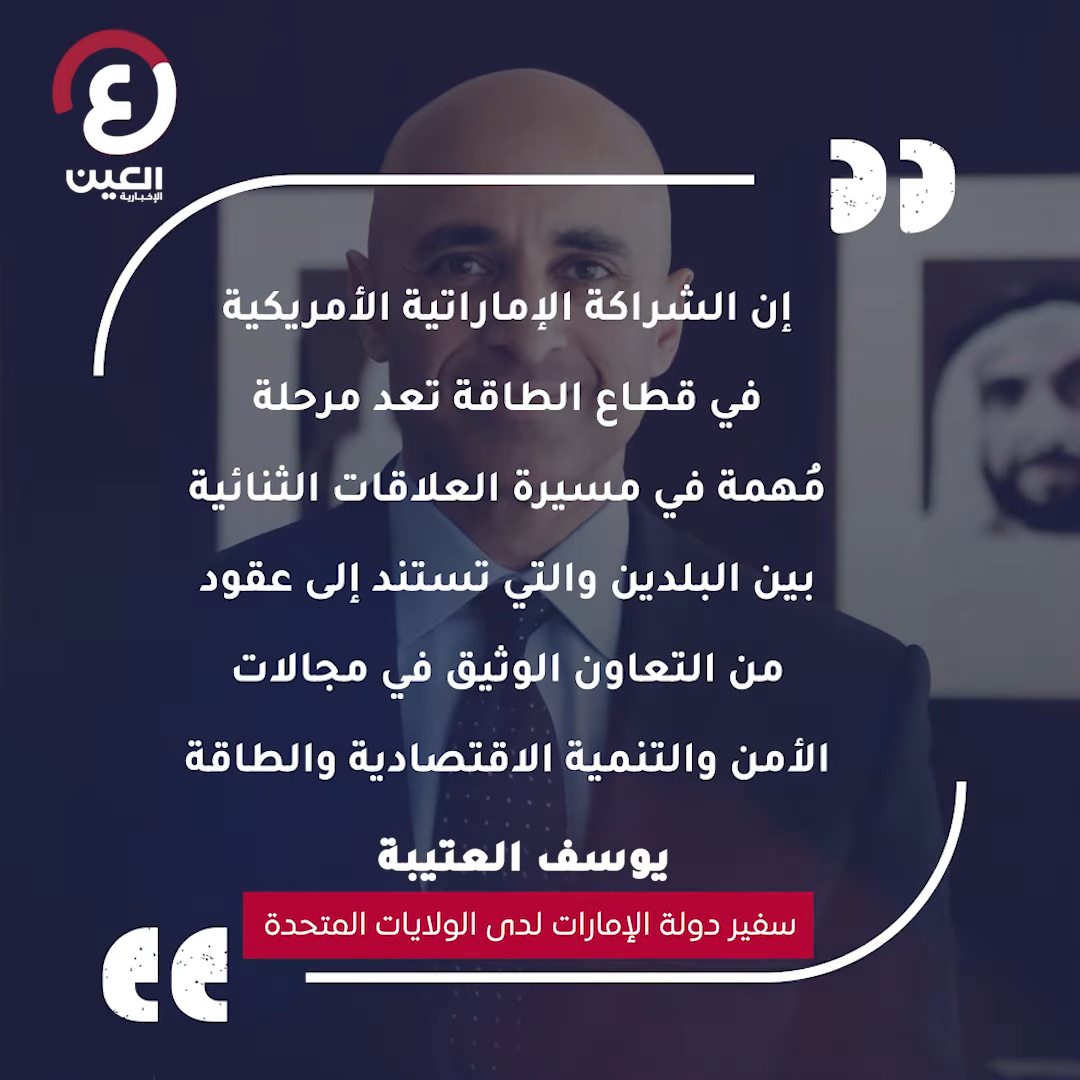 ع
العين
الإخبارية
إن الشراكة الإماراتية الأمريكية
في قطاع الطاقة تعد مرحلة
مُهمة في مسيرة العلاقات الثنائية
بين البلدين والتي تستند إلى عقود
من التعاون الوثيق في مجالات
الأمن والتنمية الاقتصادية والطاقة
يوسف العتيبة
سفير دولة الإمارات لدى الولايات المتحدة